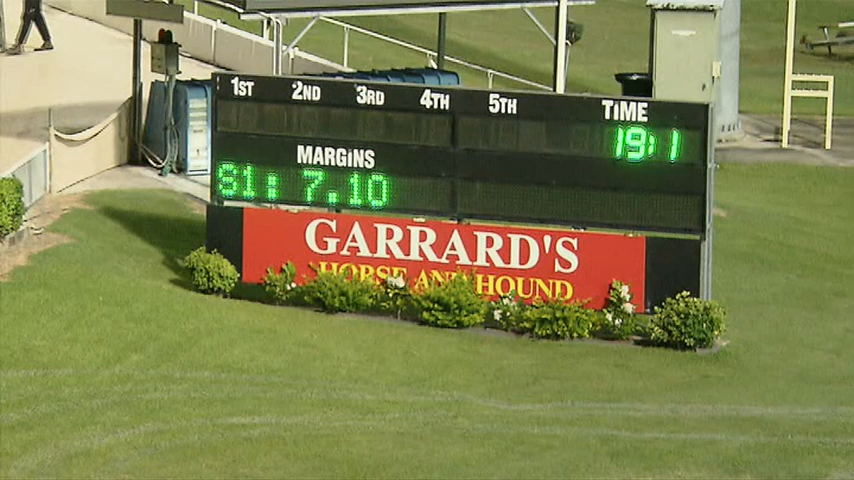 1ST 2ND 3RD 4TH 5TH TIME
19:1
MARGINS
S1: 7.10
GARRARD'S
HORSE AND HOUND